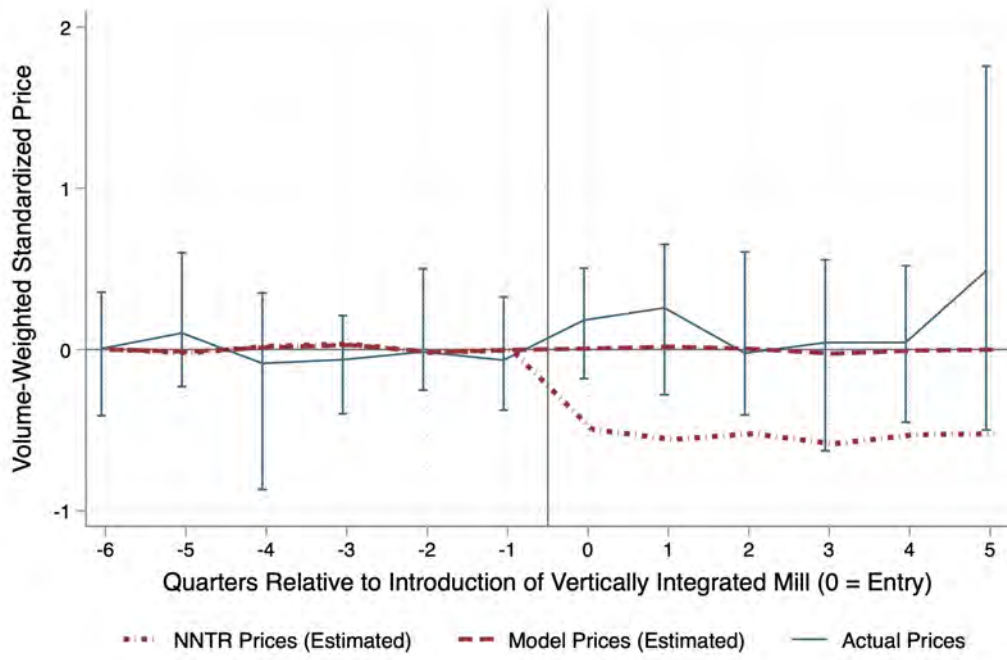 Volume-Weighted Standardized Price
2
1
0
-1
-6 -5 -4 -3 -2 -1 0 1 2 3 4 5
Quarters Relative to Introduction of Vertically Integrated Mill (0 = Entry)
NNTR Prices (Estimated) Model Prices (Estimated) Actual Prices